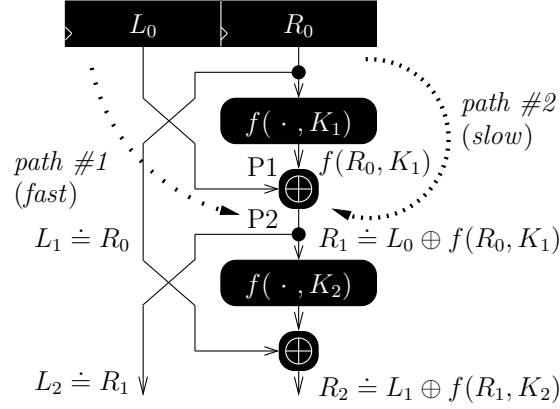 L₀ R₀
path #2
(slow)
f( · , K₁)
path #1
(fast)
P1 f(R₀, K₁)
⊕
P2
L₁ ≐ R₀ R₁ ≐ L₀ ⊕ f(R₀, K₁)
f( · , K₂)
⊕
L₂ ≐ R₁ R₂ ≐ L₁ ⊕ f(R₁, K₂)